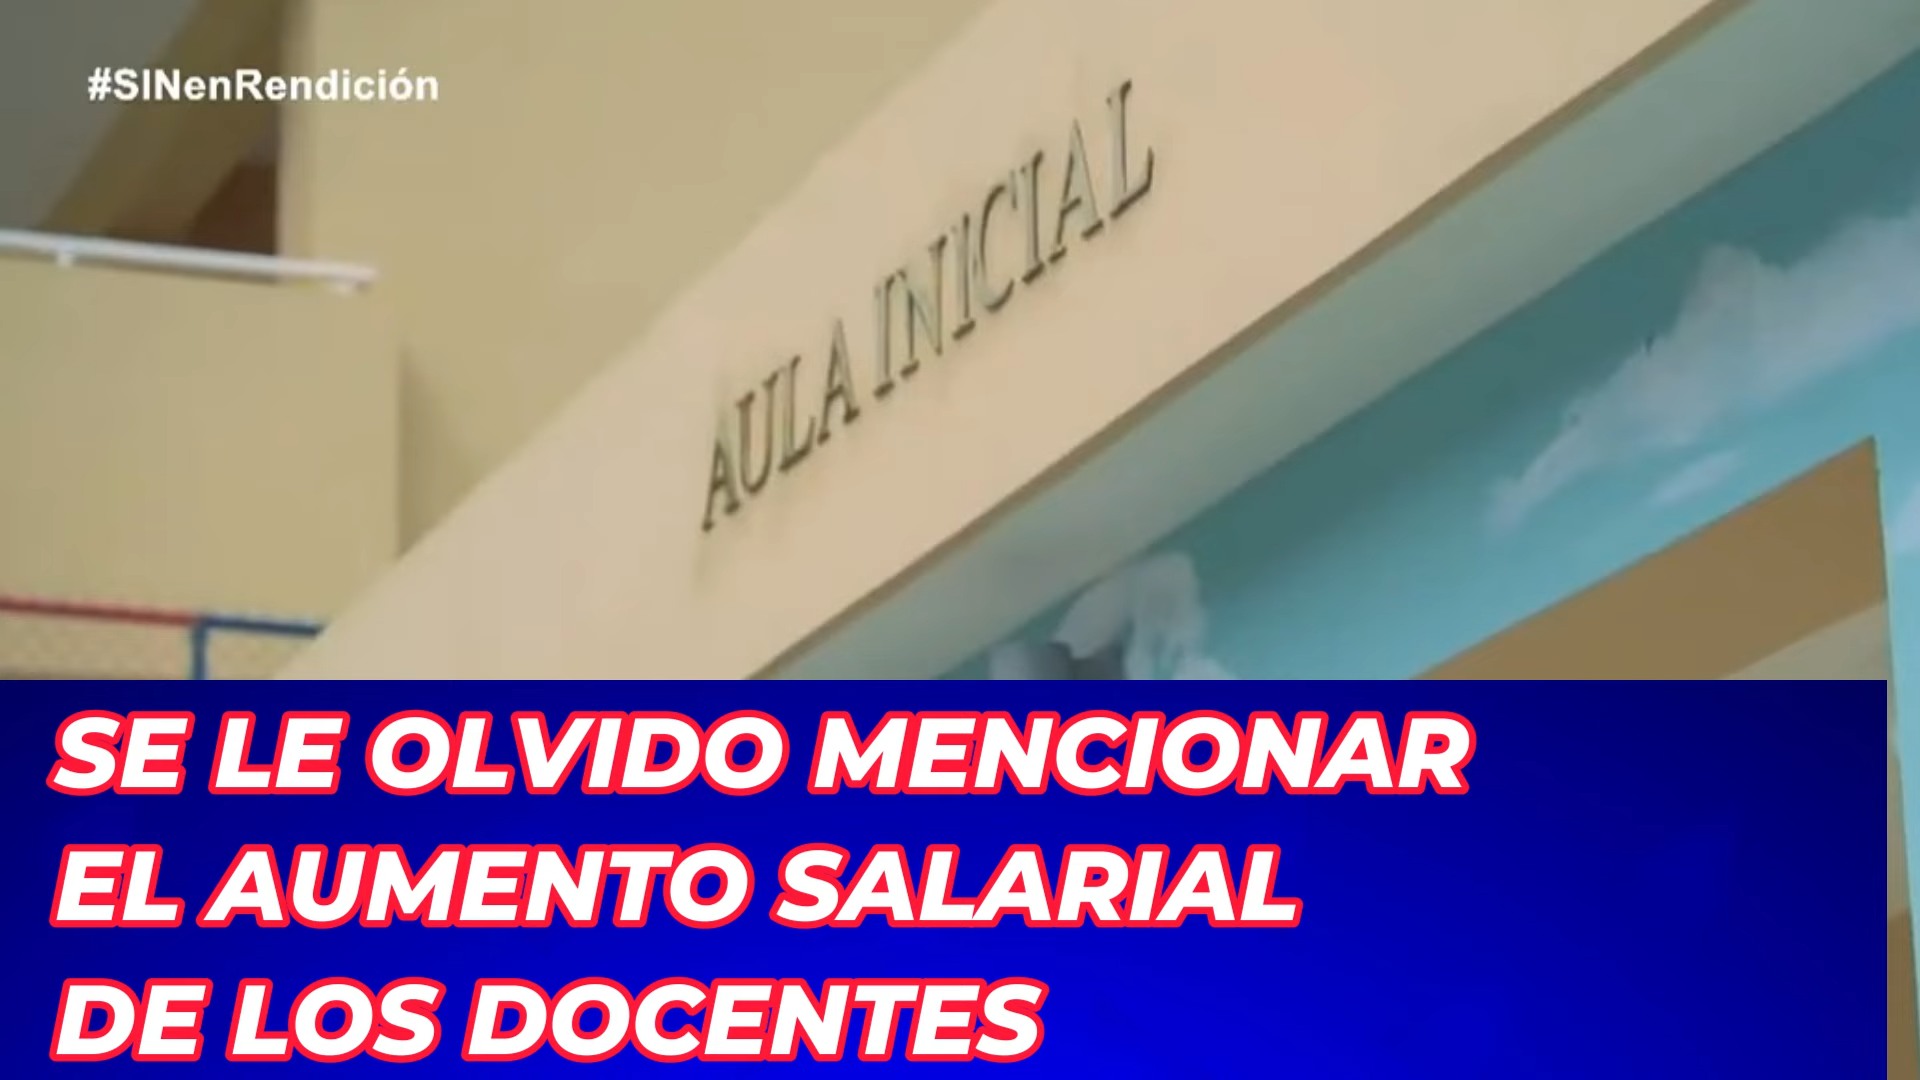 #SINenRendición
AULA INICIAL
SE LE OLVIDO MENCIONAR
EL AUMENTO SALARIAL
DE LOS DOCENTES